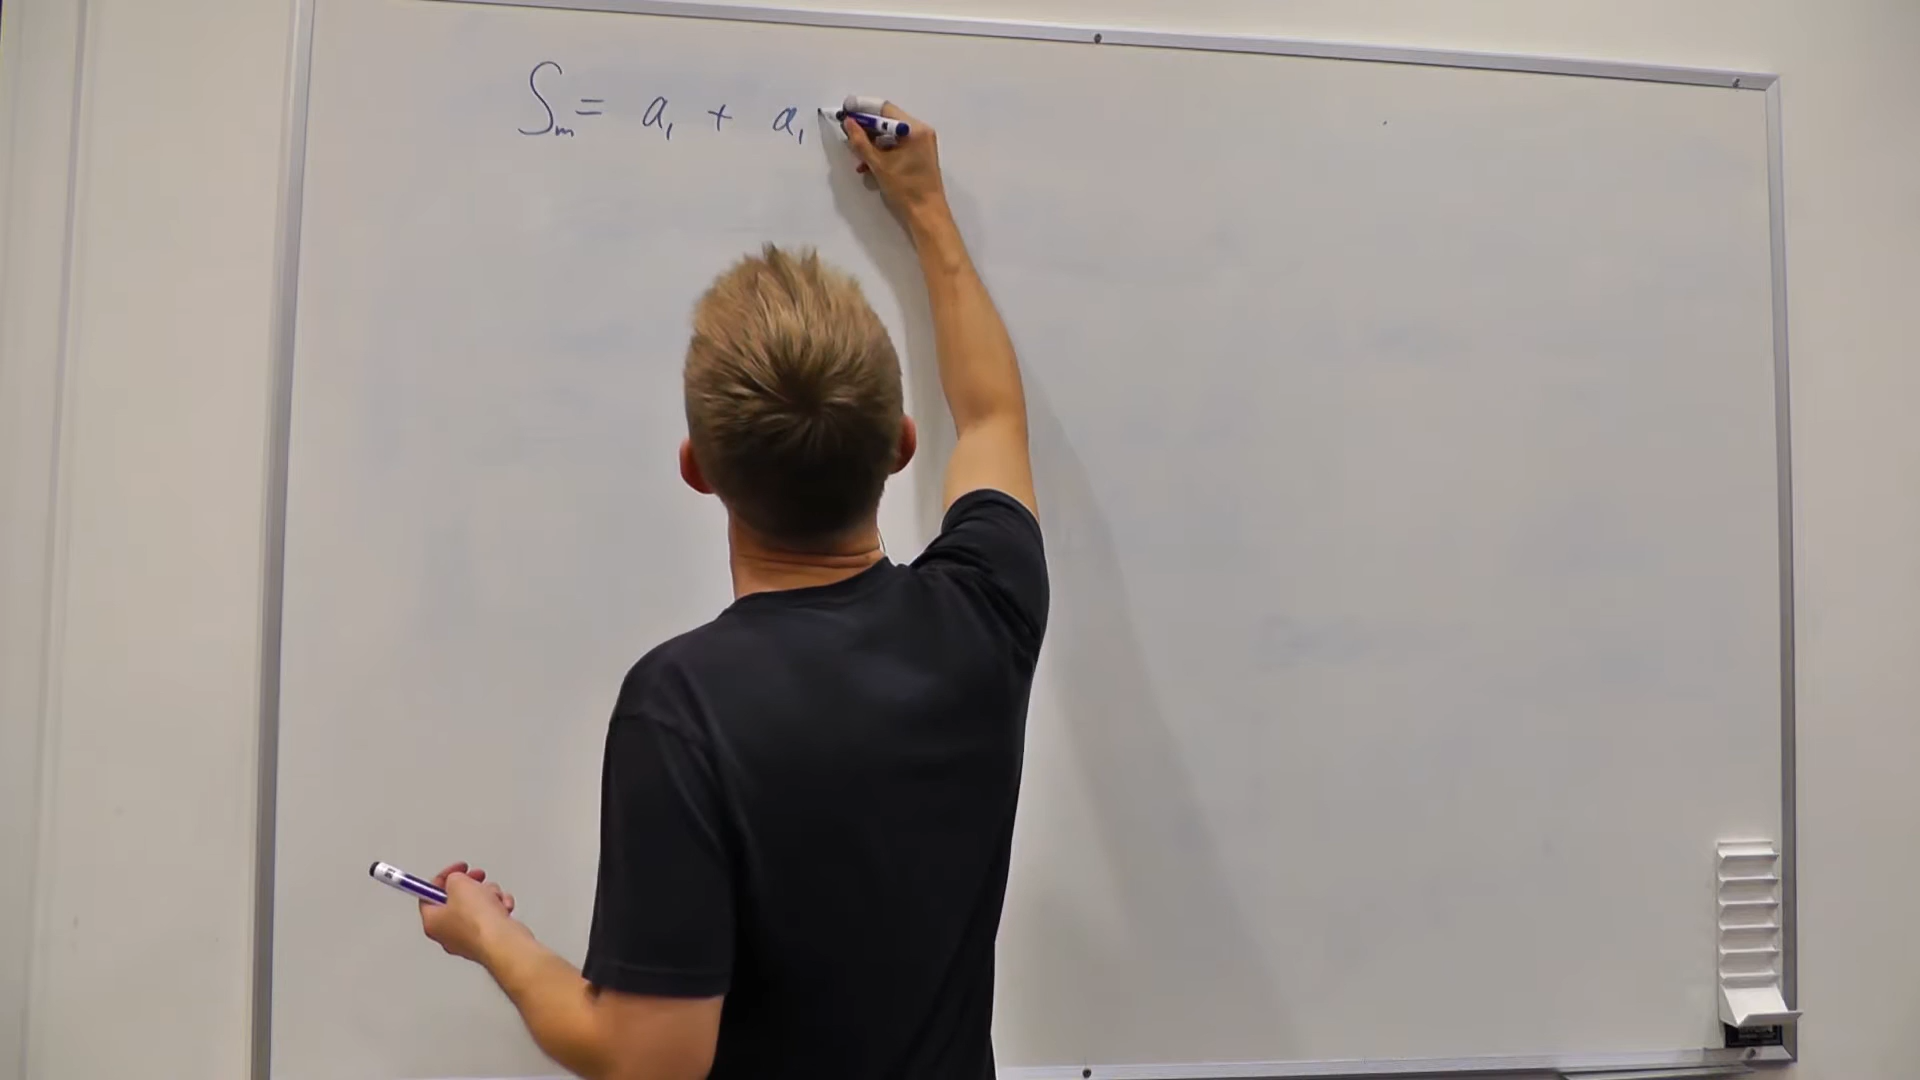 Sₘ = a₁ + a₁